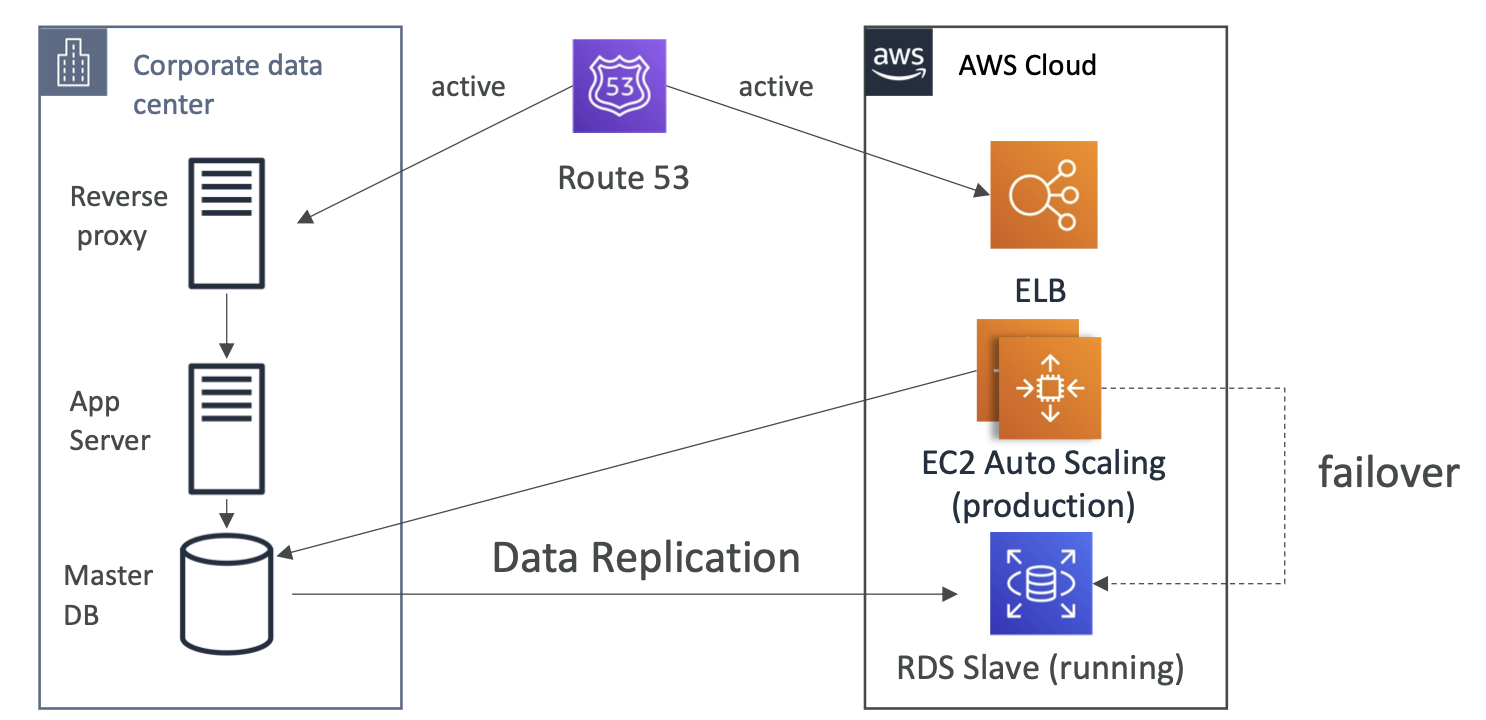 Corporate data
center
active
53
active
aws
AWS Cloud
Reverse
proxy
Route 53
ELB
App
Server
EC2 Auto Scaling
(production)
failover
Data Replication
Master
DB
RDS Slave (running)